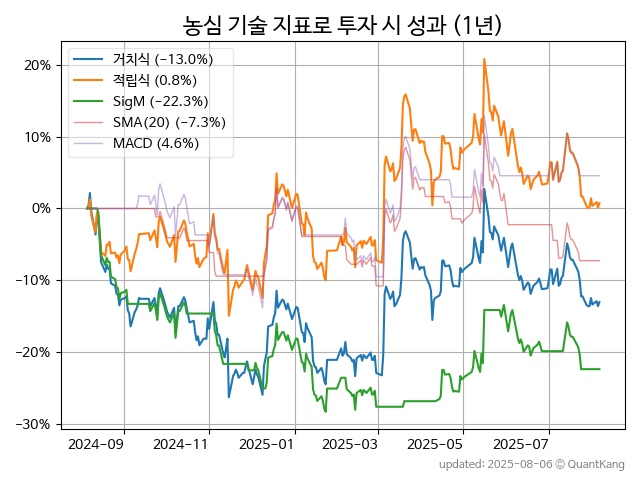 농심 기술 지표로 투자 시 성과 (1년)
거치식 (−13.0%)
적립식 (0.8%)
SigM (−22.3%)
SMA(20) (−7.3%)
MACD (4.6%)
20%
10%
0%
−10%
−20%
−30%
2024-09 2024-11 2025-01 2025-03 2025-05 2025-07
updated: 2025-08-06 © QuantKang